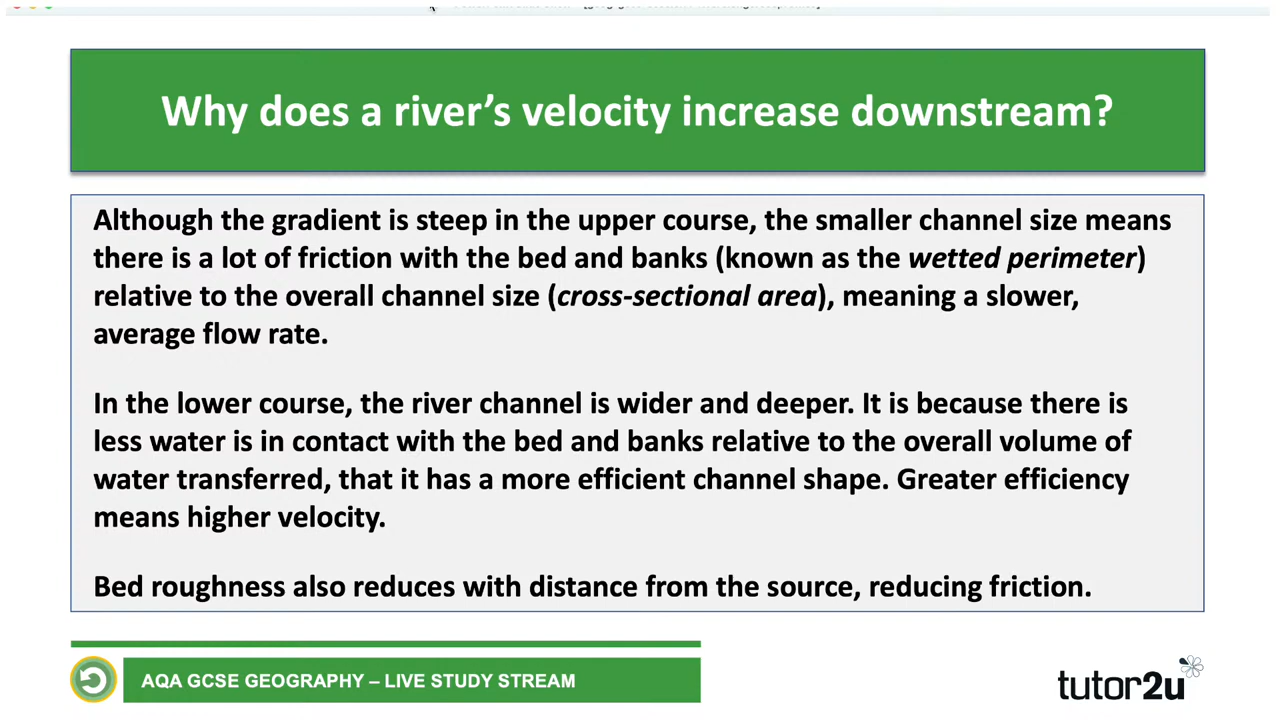 Why does a river's velocity increase downstream?
Although the gradient is steep in the upper course, the smaller channel size means
there is a lot of friction with the bed and banks (known as the wetted perimeter)
relative to the overall channel size (cross-sectional area), meaning a slower,
average flow rate.
In the lower course, the river channel is wider and deeper. It is because there is
less water is in contact with the bed and banks relative to the overall volume of
water transferred, that it has a more efficient channel shape. Greater efficiency
means higher velocity.
Bed roughness also reduces with distance from the source, reducing friction.
AQA GCSE GEOGRAPHY – LIVE STUDY STREAM
tutor2u